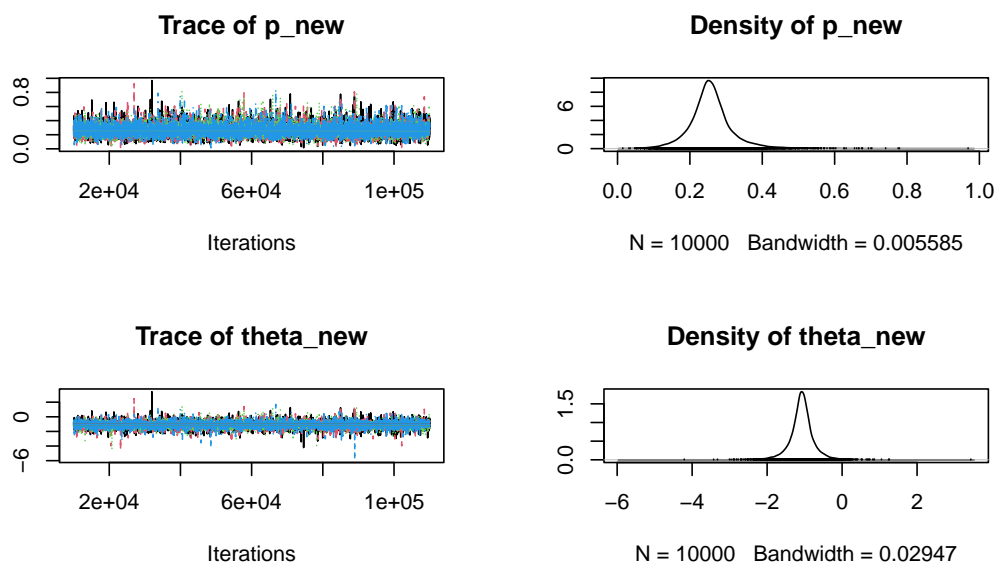 Trace of p_new
0.8
0.0
2e+04 6e+04 1e+05
Iterations
Density of p_new
6
0
0.0 0.2 0.4 0.6 0.8 1.0
N = 10000 Bandwidth = 0.005585
Trace of theta_new
0
−6
2e+04 6e+04 1e+05
Iterations
Density of theta_new
1.5
0.0
−6 −4 −2 0 2
N = 10000 Bandwidth = 0.02947